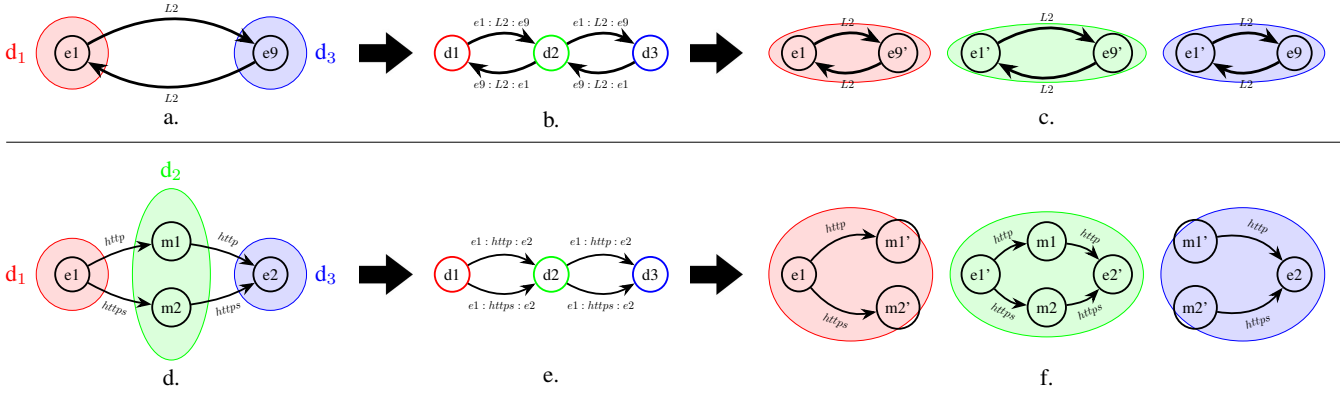 L2
d1 e1 e9 d3
L2
a.
e1 : L2 : e9 e1 : L2 : e9
d1 d2 d3
e9 : L2 : e1 e9 : L2 : e1
b.
L2 L2 L2
e1 e9' e1' e9' e1' e9
L2 L2 L2
c.
d2
http m1 http
d1 e1 e2 d3
https m2 https
d.
e1 : http : e2 e1 : http : e2
d1 d2 d3
e1 : https : e2 e1 : https : e2
e.
http m1' http m1 http m1' http
e1 e1' e2' e2
https m2' https m2 https m2' https
f.